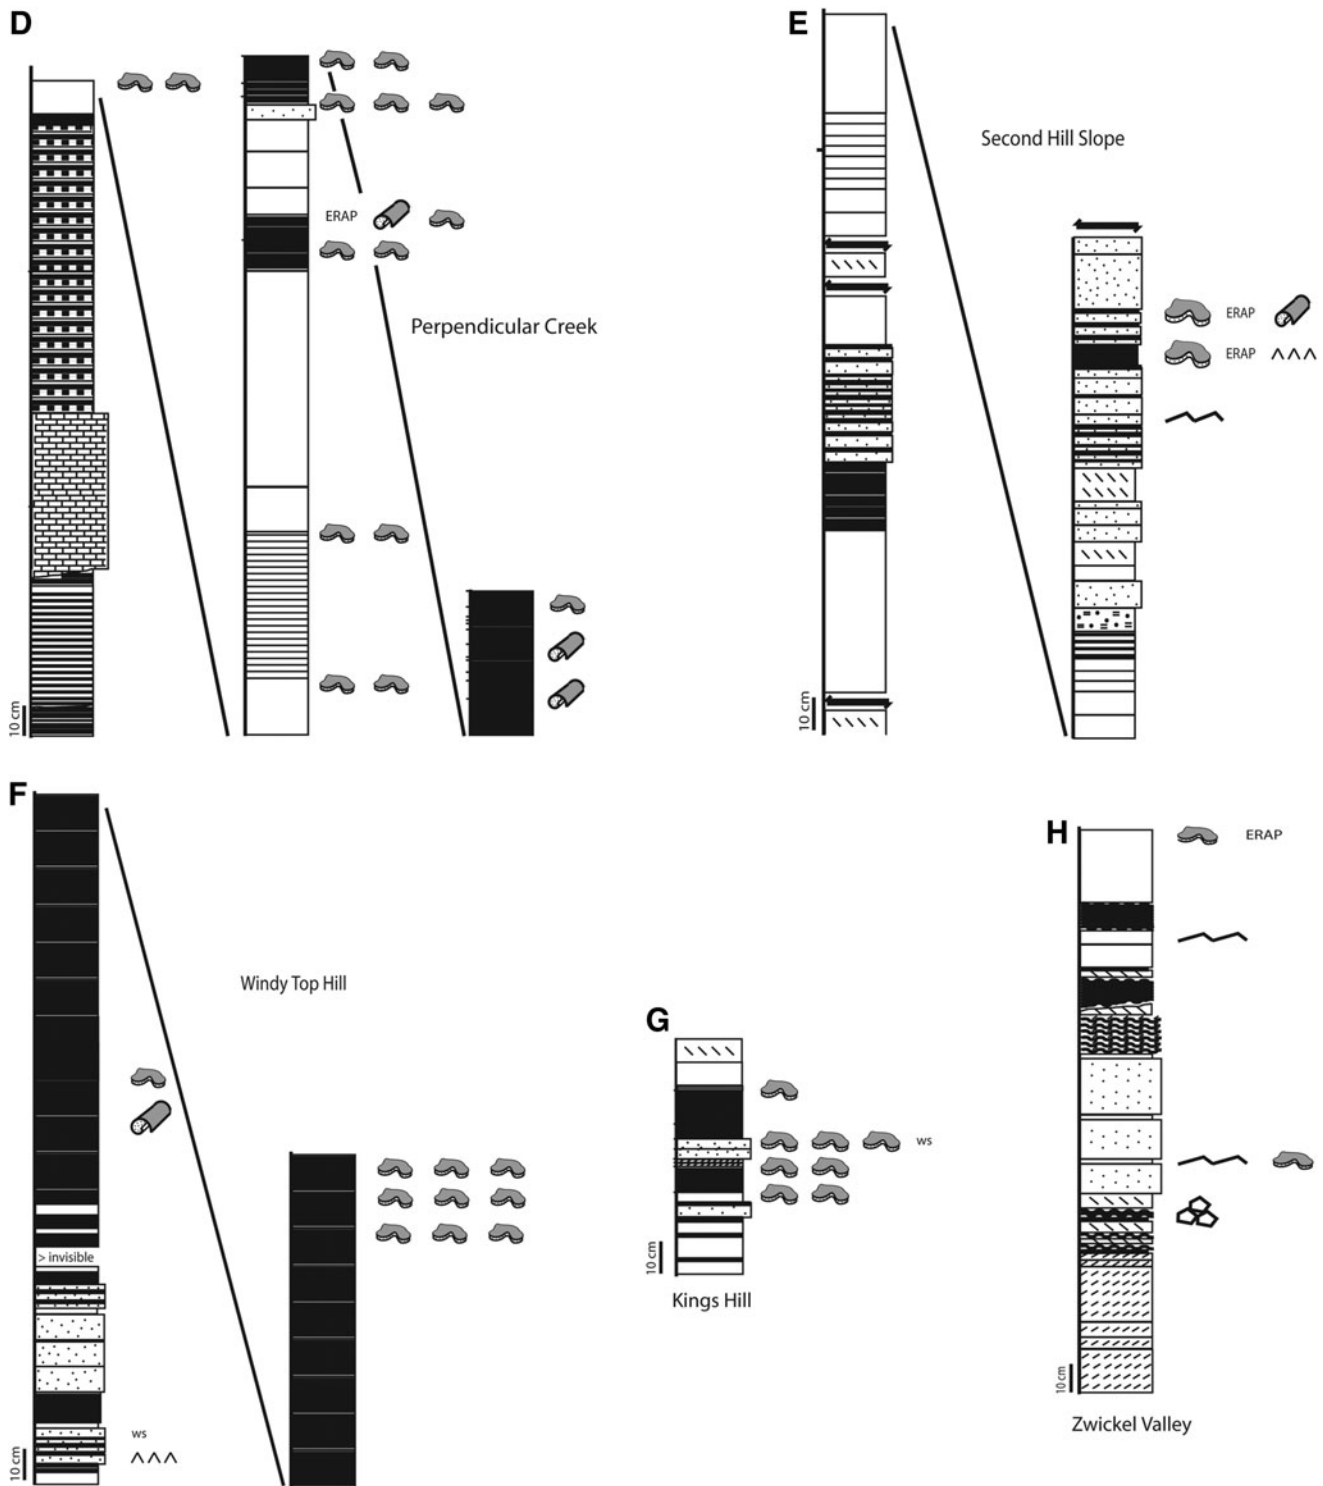 D
E
Second Hill Slope
ERAP
Perpendicular Creek
ERAP
ERAP
10 cm
10 cm
F
H
ERAP
Windy Top Hill
G
ws
> invisible
10 cm
Kings Hill
10 cm
Zwickel Valley
ws
10 cm